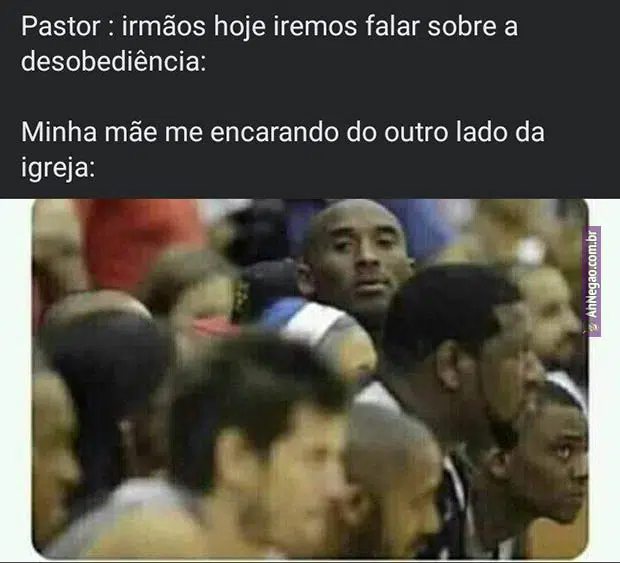 Pastor : irmãos hoje iremos falar sobre a
desobediência:
Minha mãe me encarando do outro lado da
igreja:
AhNegao.com.br